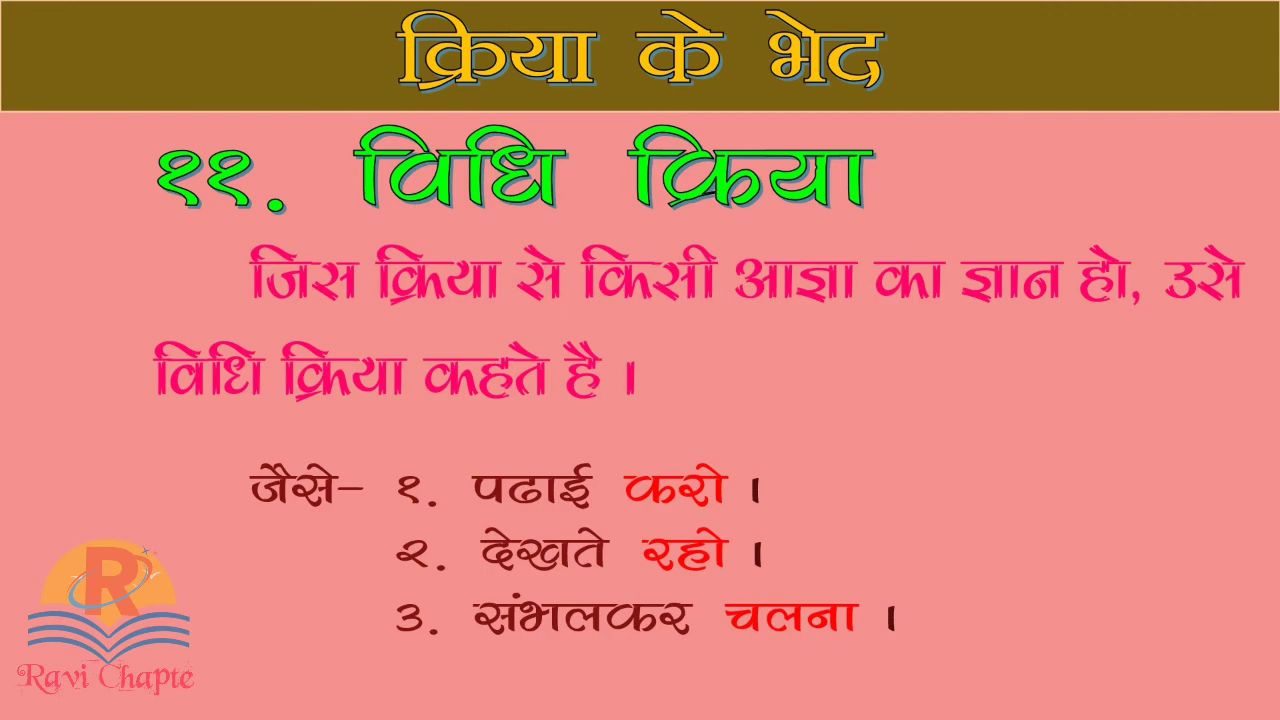 क्रिया के भेद
११. विधि क्रिया
जिस क्रिया से किसी आज्ञा का ज्ञान हो, उसे
विधि क्रिया कहते है ।
जैसे- १. पढाई करो ।
२. देखते रहो ।
३. संभलकर चलना ।
R
Ravi Chapte